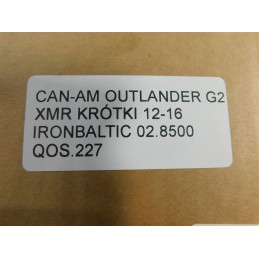 CAN-AM OUTLANDER G2
XMR KRÓTKI 12-16
IRONBALTIC 02.8500
QOS.227